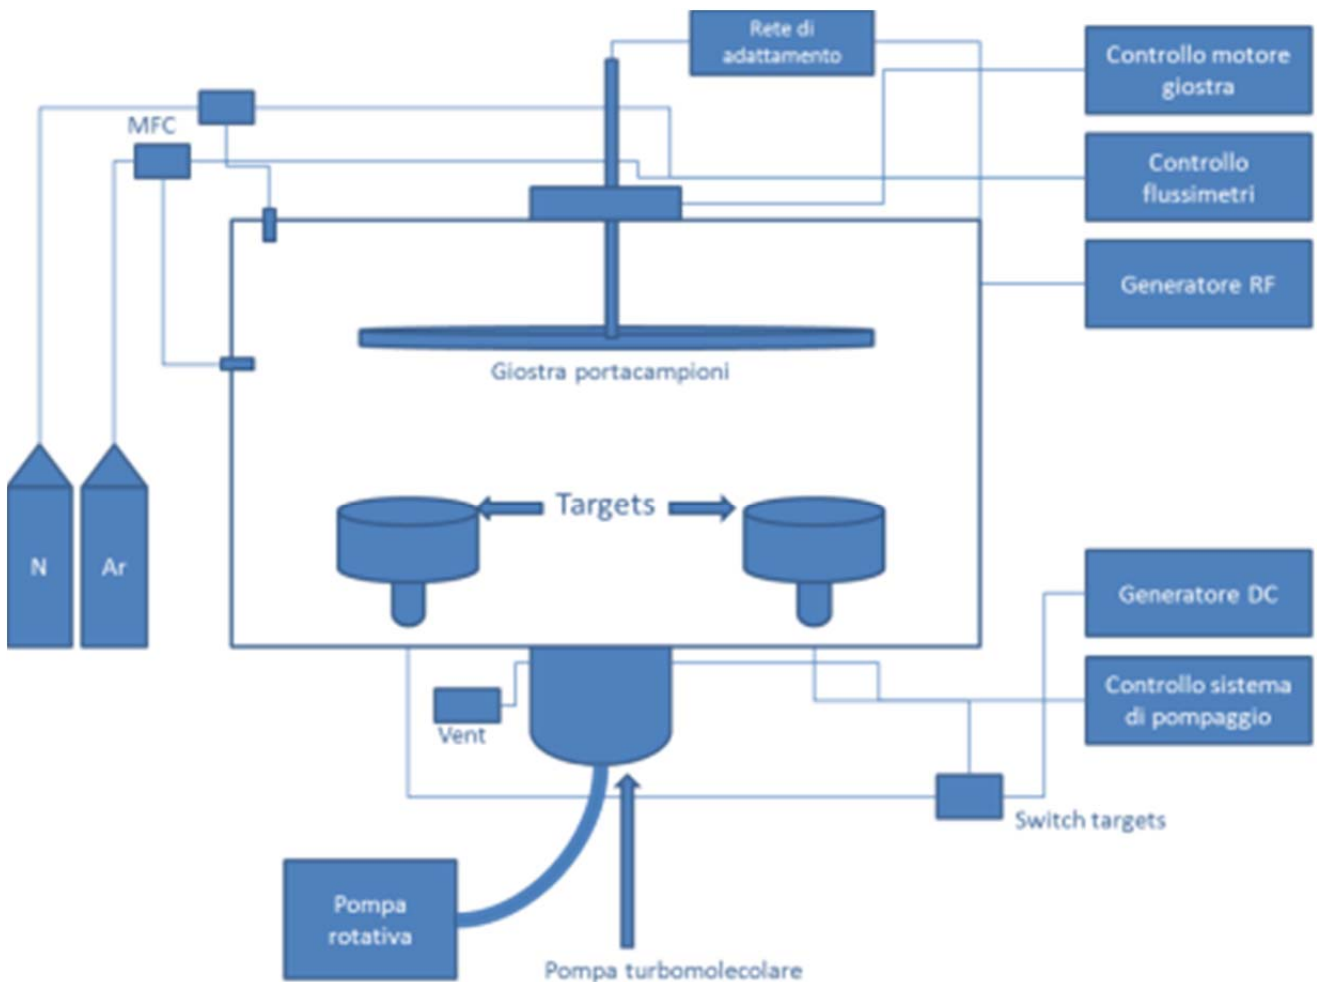 Rete di
adattamento
Controllo motore
giostra
MFC
Controllo
flussimetri
Generatore RF
Giostra portacampioni
Targets
N
Ar
Generatore DC
Controllo sistema
di pompaggio
Vent
Switch targets
Pompa
rotativa
Pompa turbomolecolare